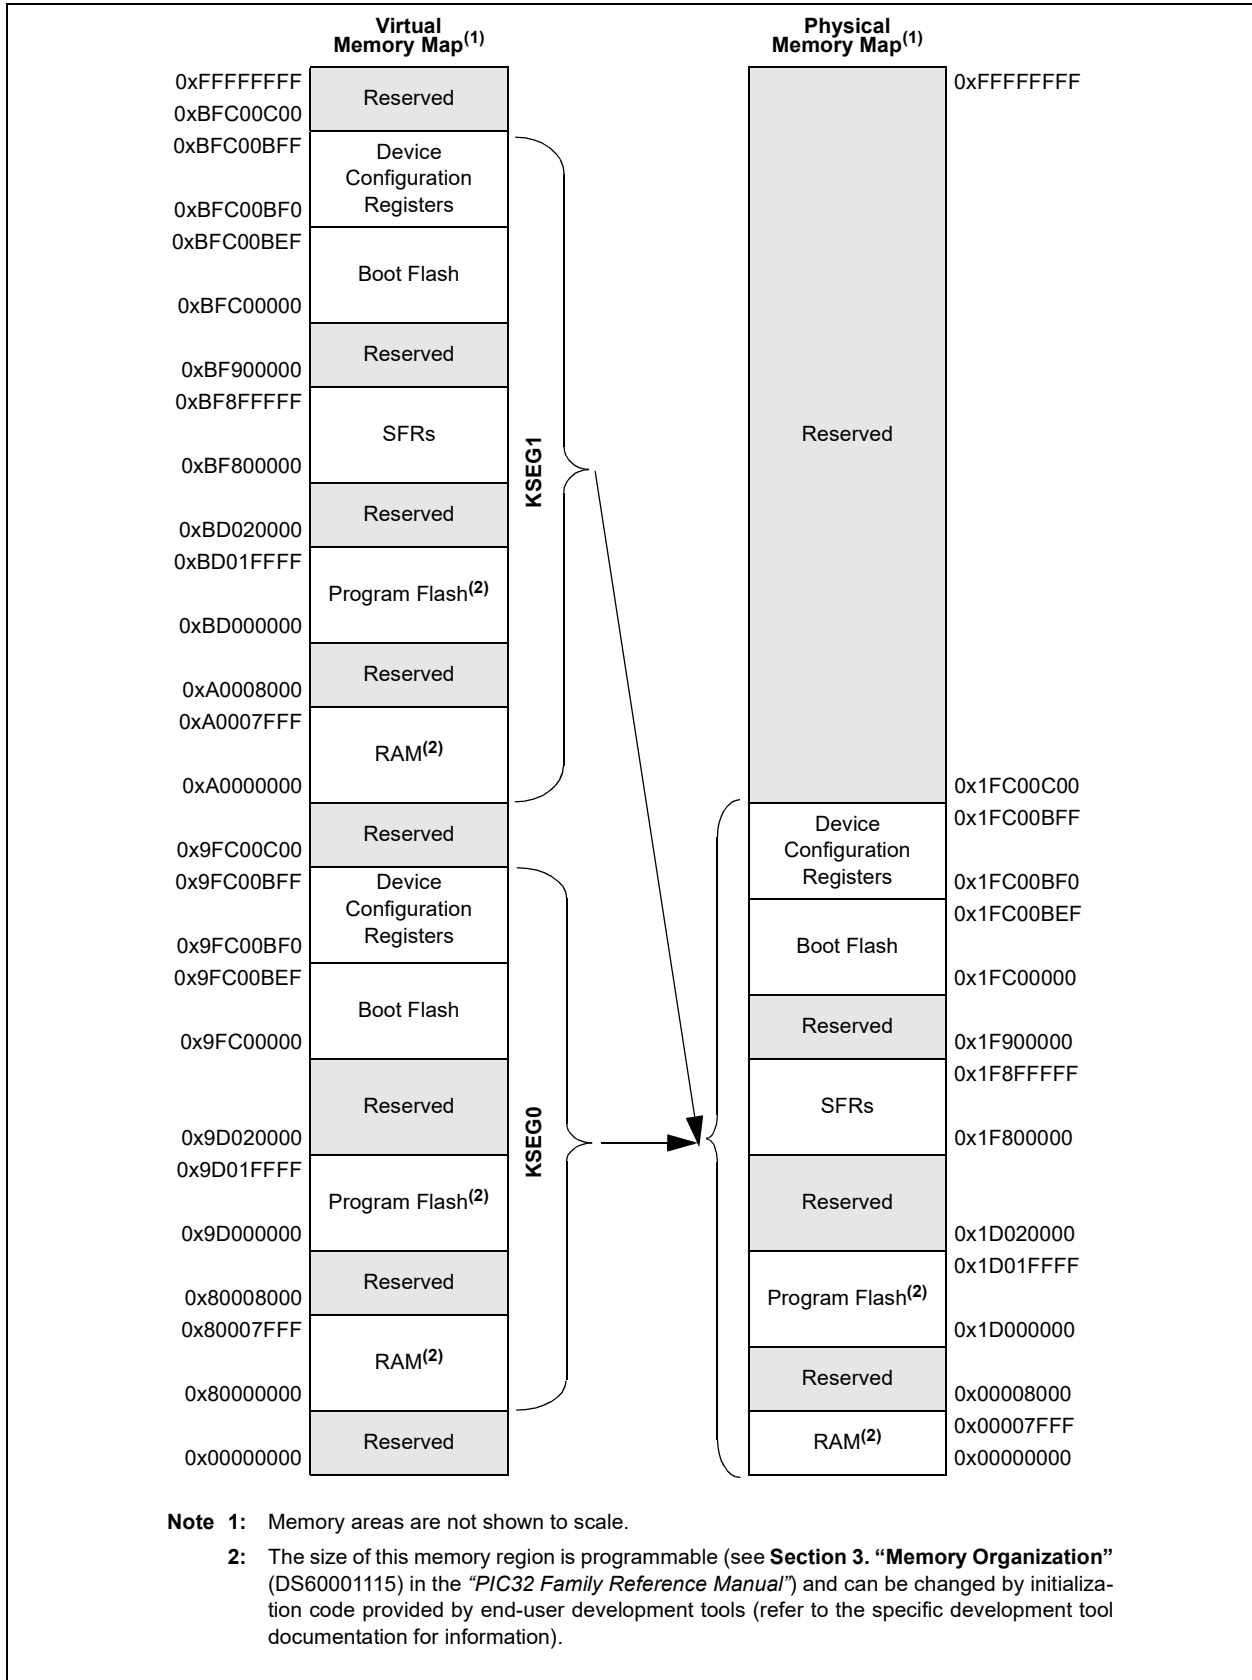 Virtual
Memory Map(1)
Physical
Memory Map(1)
0xFFFFFFFF
Reserved
0xBFC00C00
0xBFC00BFF
Device
Configuration
Registers
0xBFC00BF0
0xBFC00BEF
Boot Flash
0xBFC00000
Reserved
0xBF900000
0xBF8FFFFF
SFRs
0xBF800000
Reserved
0xBD020000
0xBD01FFFF
Program Flash(2)
0xBD000000
Reserved
0xA0008000
0xA0007FFF
RAM(2)
0xA0000000
Reserved
0x9FC00C00
0x9FC00BFF
Device
Configuration
Registers
0x9FC00BF0
0x9FC00BEF
Boot Flash
0x9FC00000
Reserved
0x9D020000
0x9D01FFFF
Program Flash(2)
0x9D000000
Reserved
0x80008000
0x80007FFF
RAM(2)
0x80000000
Reserved
0x00000000
KSEG1
KSEG0
0xFFFFFFFF
Reserved
0x1FC00C00
0x1FC00BFF
Device
Configuration
Registers
0x1FC00BF0
0x1FC00BEF
Boot Flash
0x1FC00000
Reserved
0x1F900000
0x1F8FFFFF
SFRs
0x1F800000
Reserved
0x1D020000
0x1D01FFFF
Program Flash(2)
0x1D000000
Reserved
0x00008000
0x00007FFF
RAM(2)
0x00000000
Note 1: Memory areas are not shown to scale.
2: The size of this memory region is programmable (see Section 3. “Memory Organization”
(DS60001115) in the “PIC32 Family Reference Manual”) and can be changed by initializa-
tion code provided by end-user development tools (refer to the specific development tool
documentation for information).